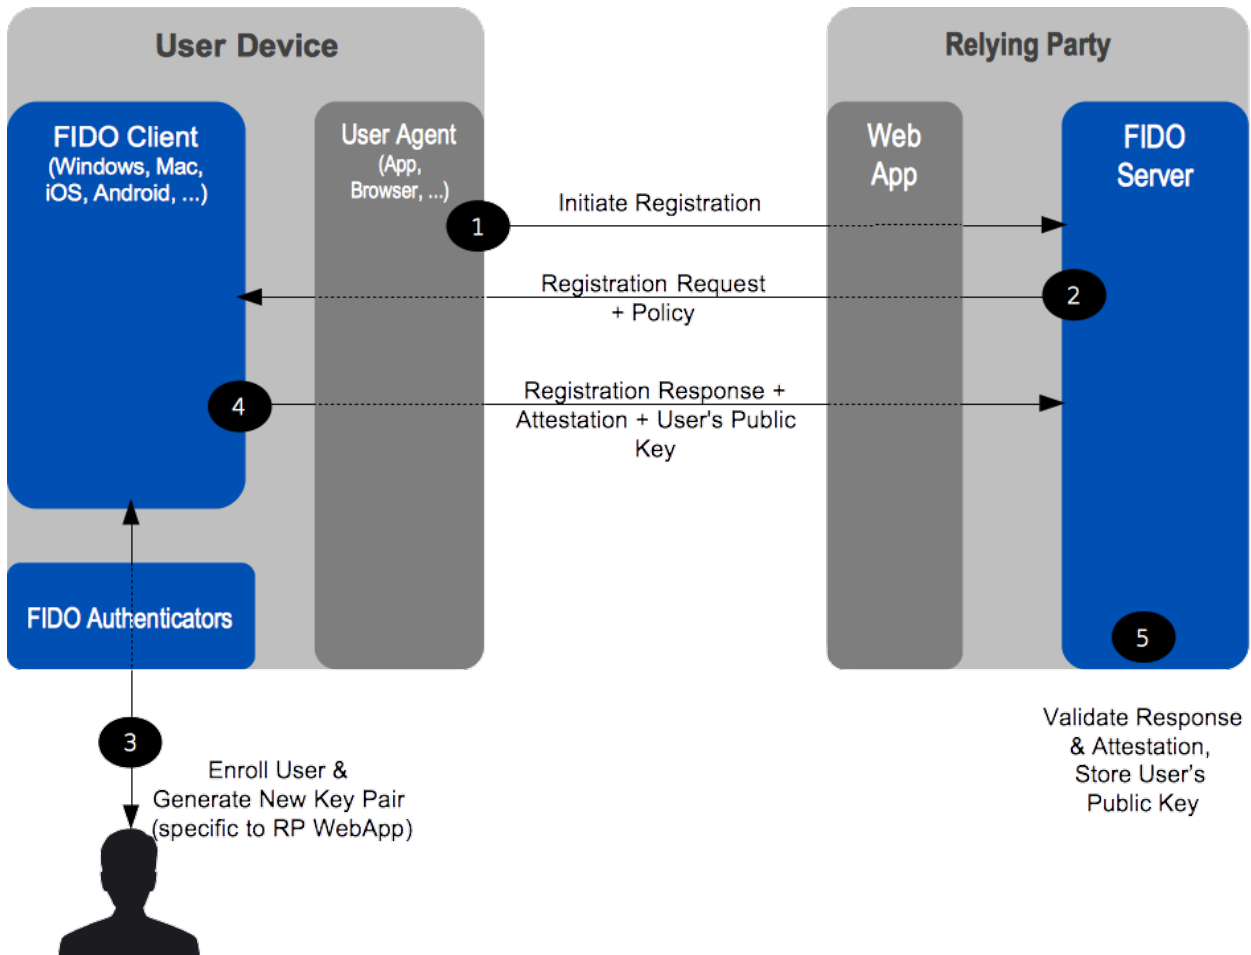 User Device
Relying Party
FIDO Client
(Windows, Mac,
iOS, Android, ...)
User Agent
(App,
Browser, ...)
Web
App
FIDO
Server
1
Initiate Registration
2
Registration Request
+ Policy
4
Registration Response +
Attestation + User's Public
Key
FIDO Authenticators
5
3
Enroll User &
Generate New Key Pair
(specific to RP WebApp)
Validate Response
& Attestation,
Store User's
Public Key